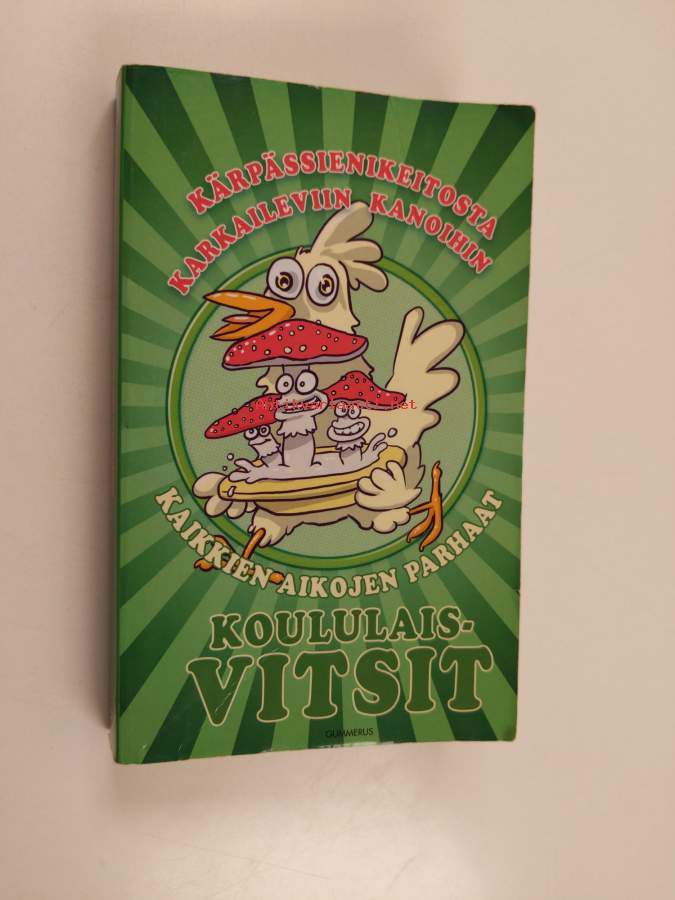 KÄRPÄSSIENIKEITOSTA
KARKAILEVIIN KANOIHIN
KAIKKIEN AIKOJEN PARHAAT
KOULULAIS-
VITSIT
GUMMERUS